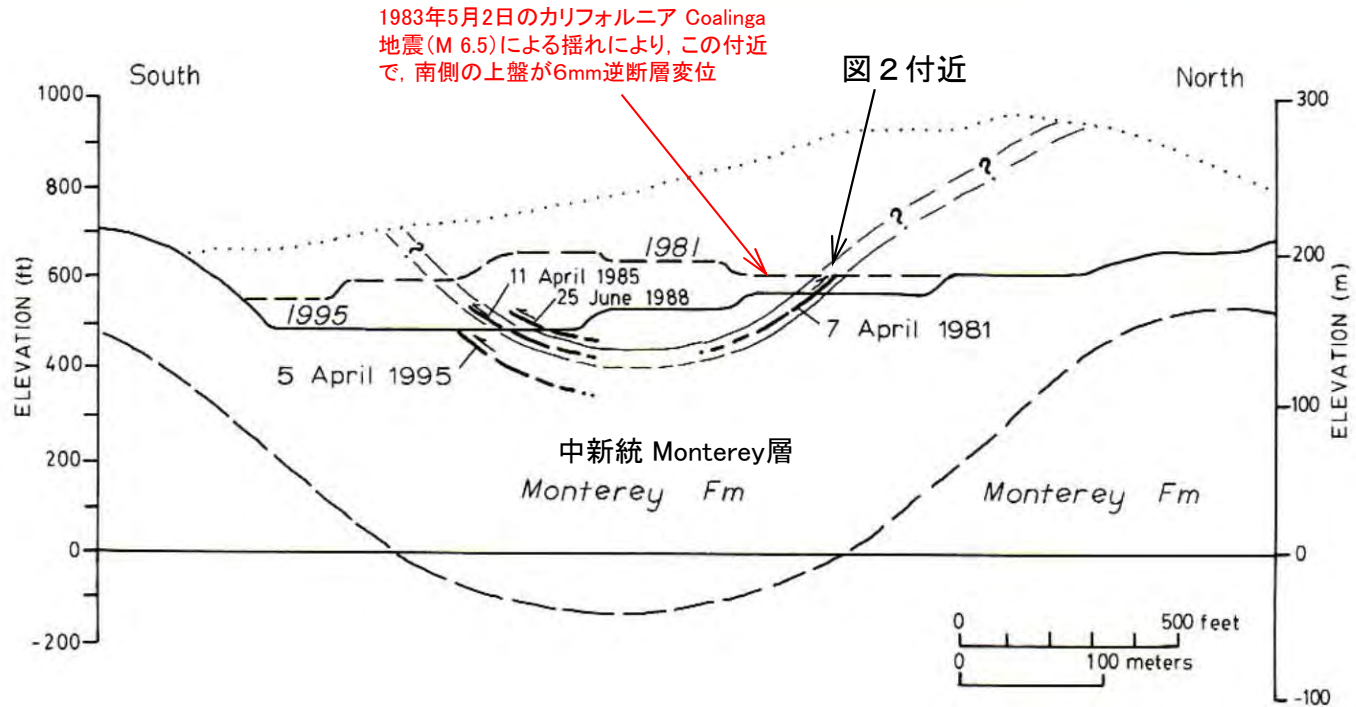 1983年5月2日のカリフォルニア Coalinga
地震(M 6.5)による揺れにより, この付近
で, 南側の上盤が6mm逆断層変位
図2付近
South
North
1000
800
600
400
200
0
-200
ELEVATION (ft)
300
200
100
0
-100
ELEVATION (m)
?
?
?
1981
11 April 1985
25 June 1988
1995
7 April 1981
5 April 1995
中新統 Monterey層
Monterey Fm
Monterey Fm
0 500 feet
0 100 meters